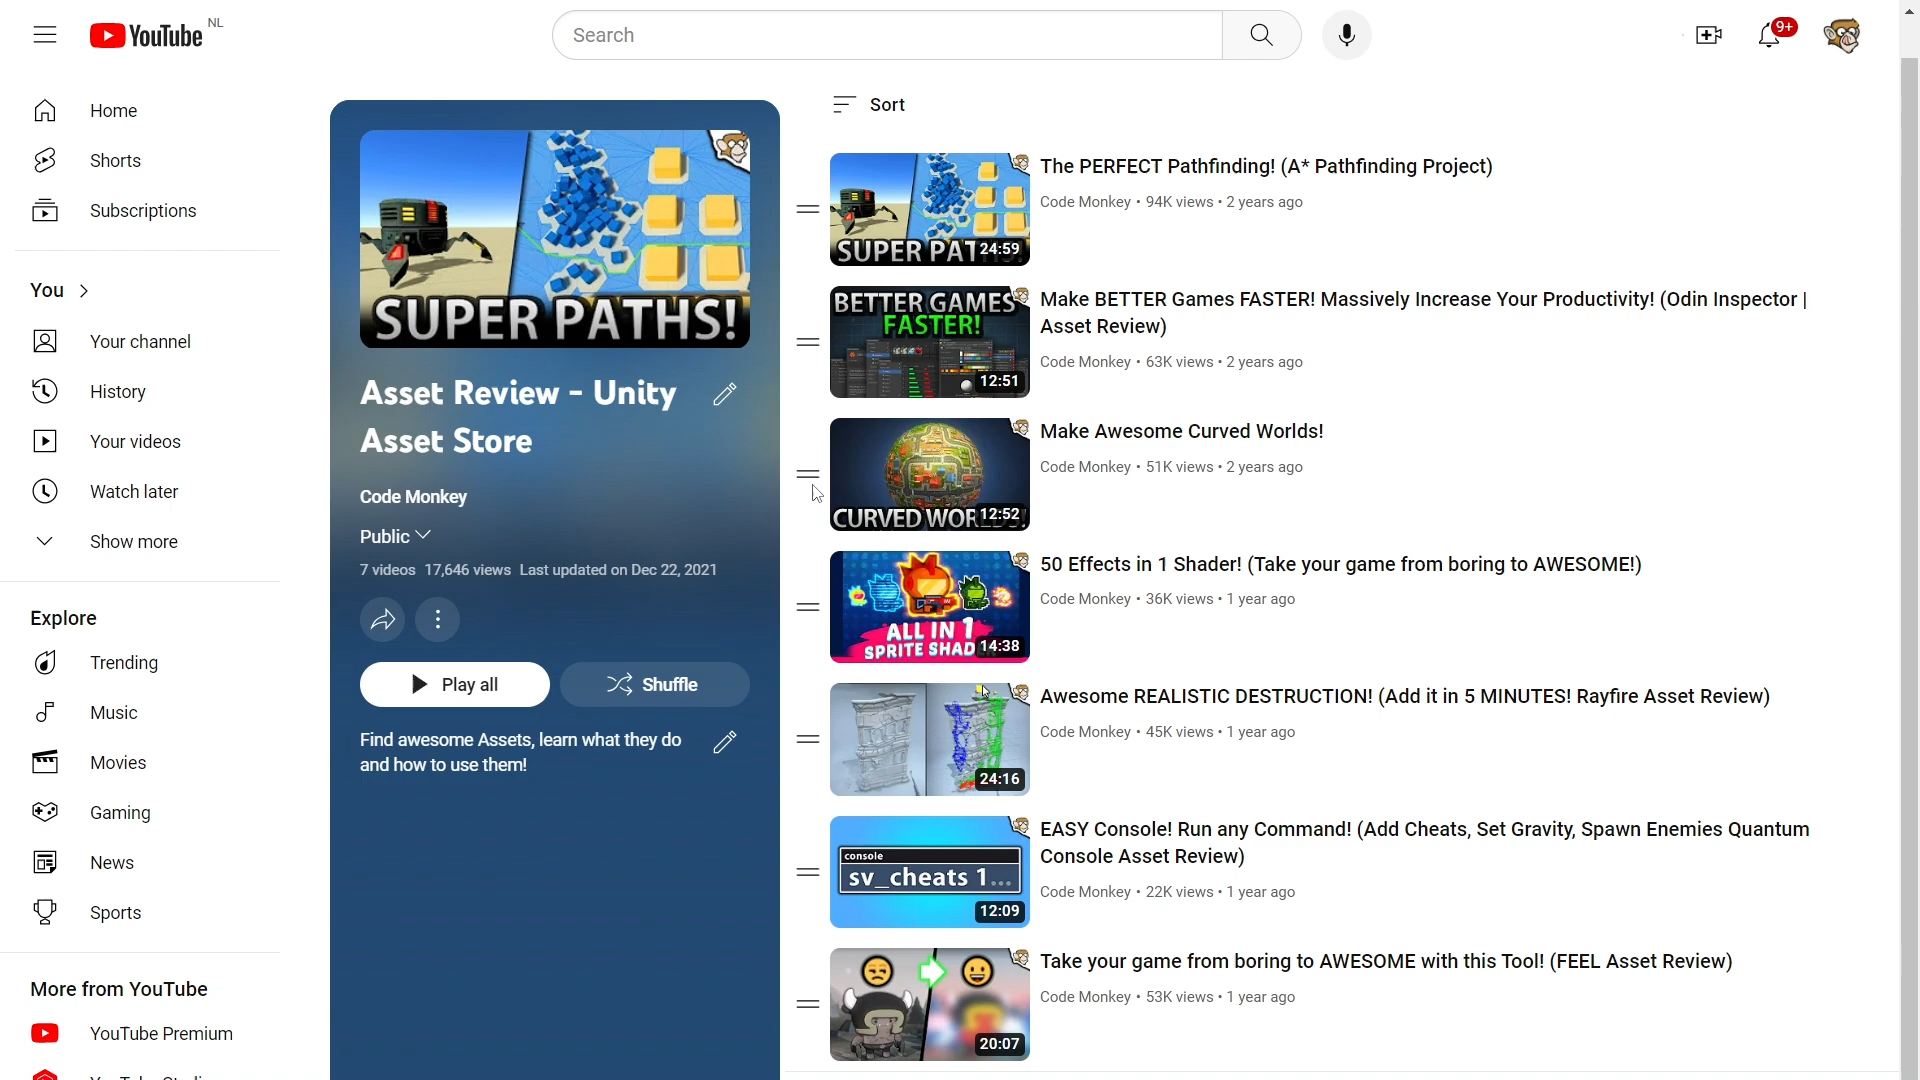 YouTube NL
Search
9+
Home
Shorts
Subscriptions
You
Your channel
History
Your videos
Watch later
Show more
Explore
Trending
Music
Movies
Gaming
News
Sports
More from YouTube
YouTube Premium
SUPER PATHS!
Asset Review - Unity
Asset Store
Code Monkey
Public
7 videos 17,646 views Last updated on Dec 22, 2021
Play all
Shuffle
Find awesome Assets, learn what they do
and how to use them!
Sort
SUPER PAT
24:59
The PERFECT Pathfinding! (A* Pathfinding Project)
Code Monkey • 94K views • 2 years ago
BETTER GAMES
FASTER!
12:51
Make BETTER Games FASTER! Massively Increase Your Productivity! (Odin Inspector |
Asset Review)
Code Monkey • 63K views • 2 years ago
CURVED WOR
12:52
Make Awesome Curved Worlds!
Code Monkey • 51K views • 2 years ago
ALL IN 1
SPRITE SHAD
14:38
50 Effects in 1 Shader! (Take your game from boring to AWESOME!)
Code Monkey • 36K views • 1 year ago
24:16
Awesome REALISTIC DESTRUCTION! (Add it in 5 MINUTES! Rayfire Asset Review)
Code Monkey • 45K views • 1 year ago
console
sv_cheats 1...
12:09
EASY Console! Run any Command! (Add Cheats, Set Gravity, Spawn Enemies Quantum
Console Asset Review)
Code Monkey • 22K views • 1 year ago
20:07
Take your game from boring to AWESOME with this Tool! (FEEL Asset Review)
Code Monkey • 53K views • 1 year ago